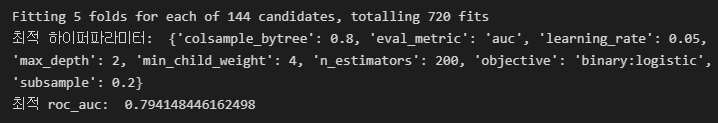 Fitting 5 folds for each of 144 candidates, totalling 720 fits
최적 하이퍼파라미터:  {'colsample_bytree': 0.8, 'eval_metric': 'auc', 'learning_rate': 0.05,
'max_depth': 2, 'min_child_weight': 4, 'n_estimators': 200, 'objective': 'binary:logistic',
'subsample': 0.2}
최적 roc_auc:  0.794148446162498